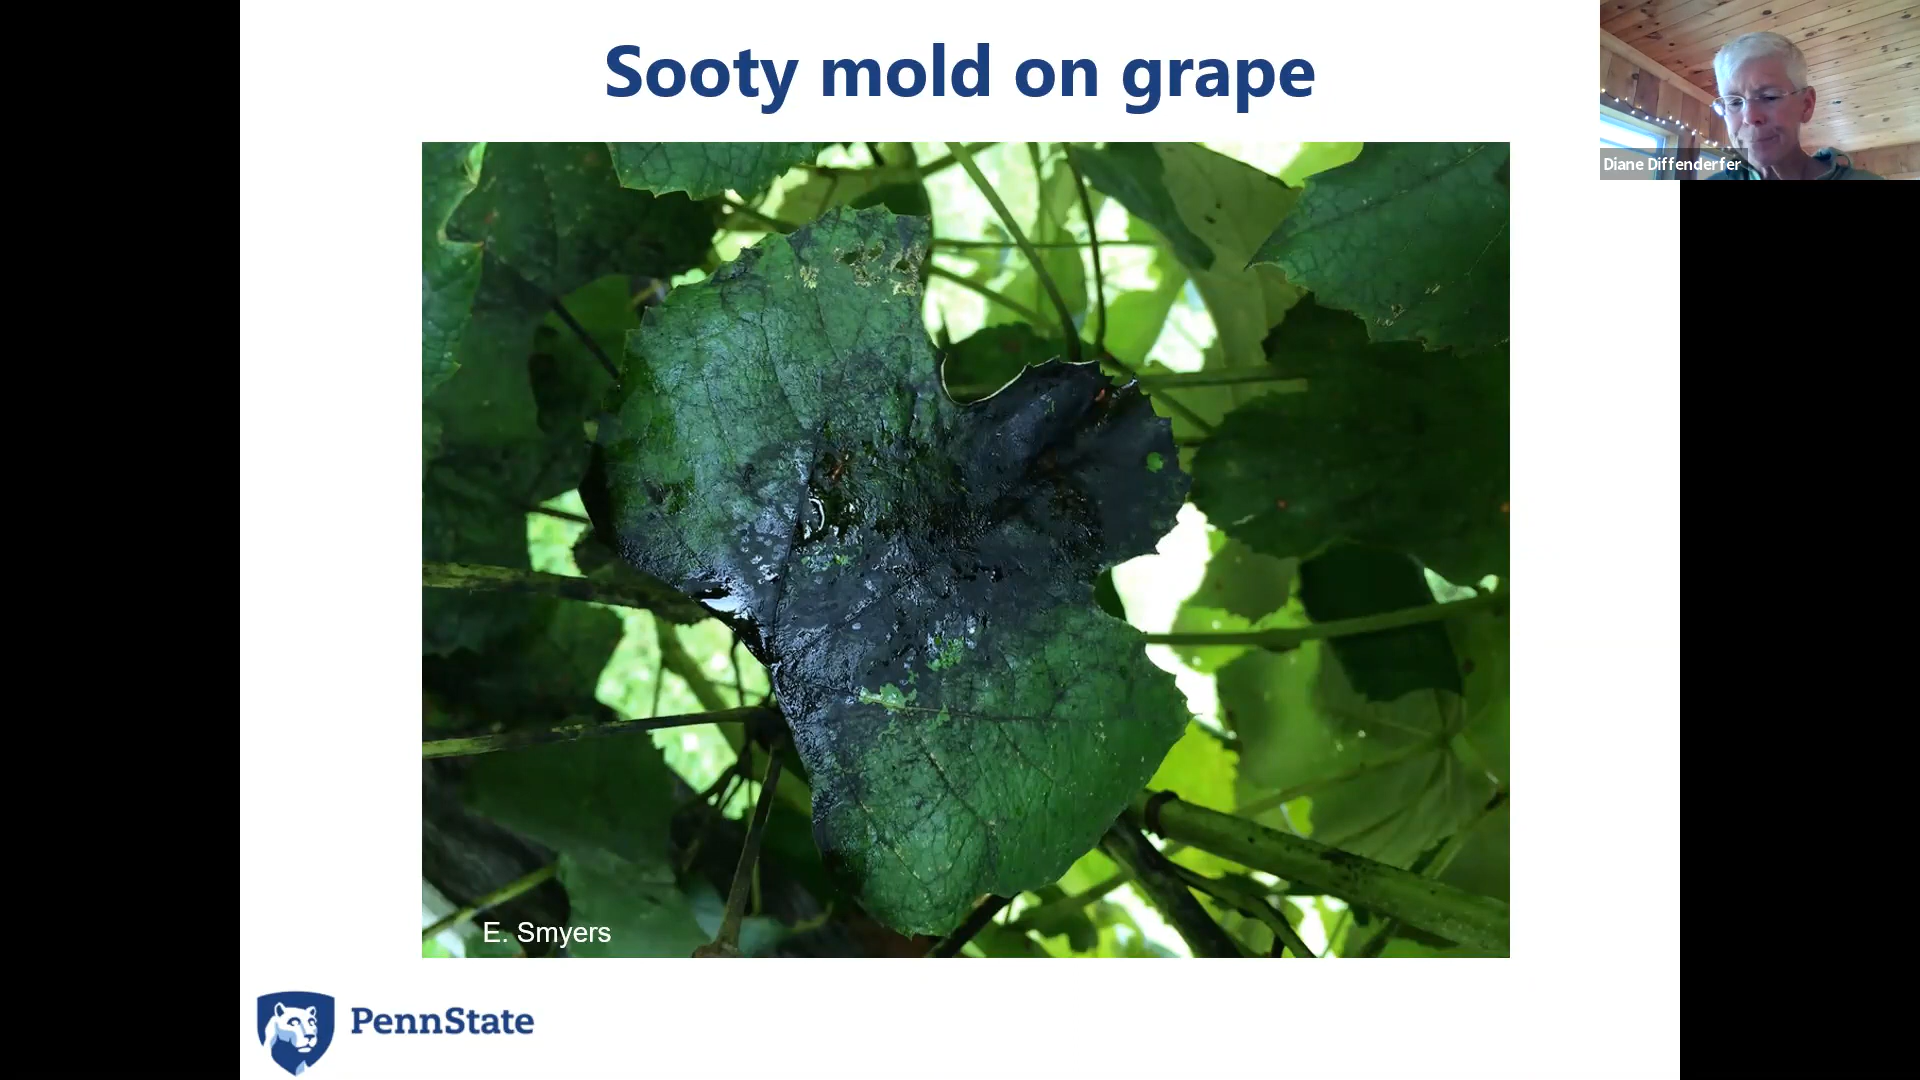 Sooty mold on grape
Diane Diffenderfer
E. Smyers
PennState